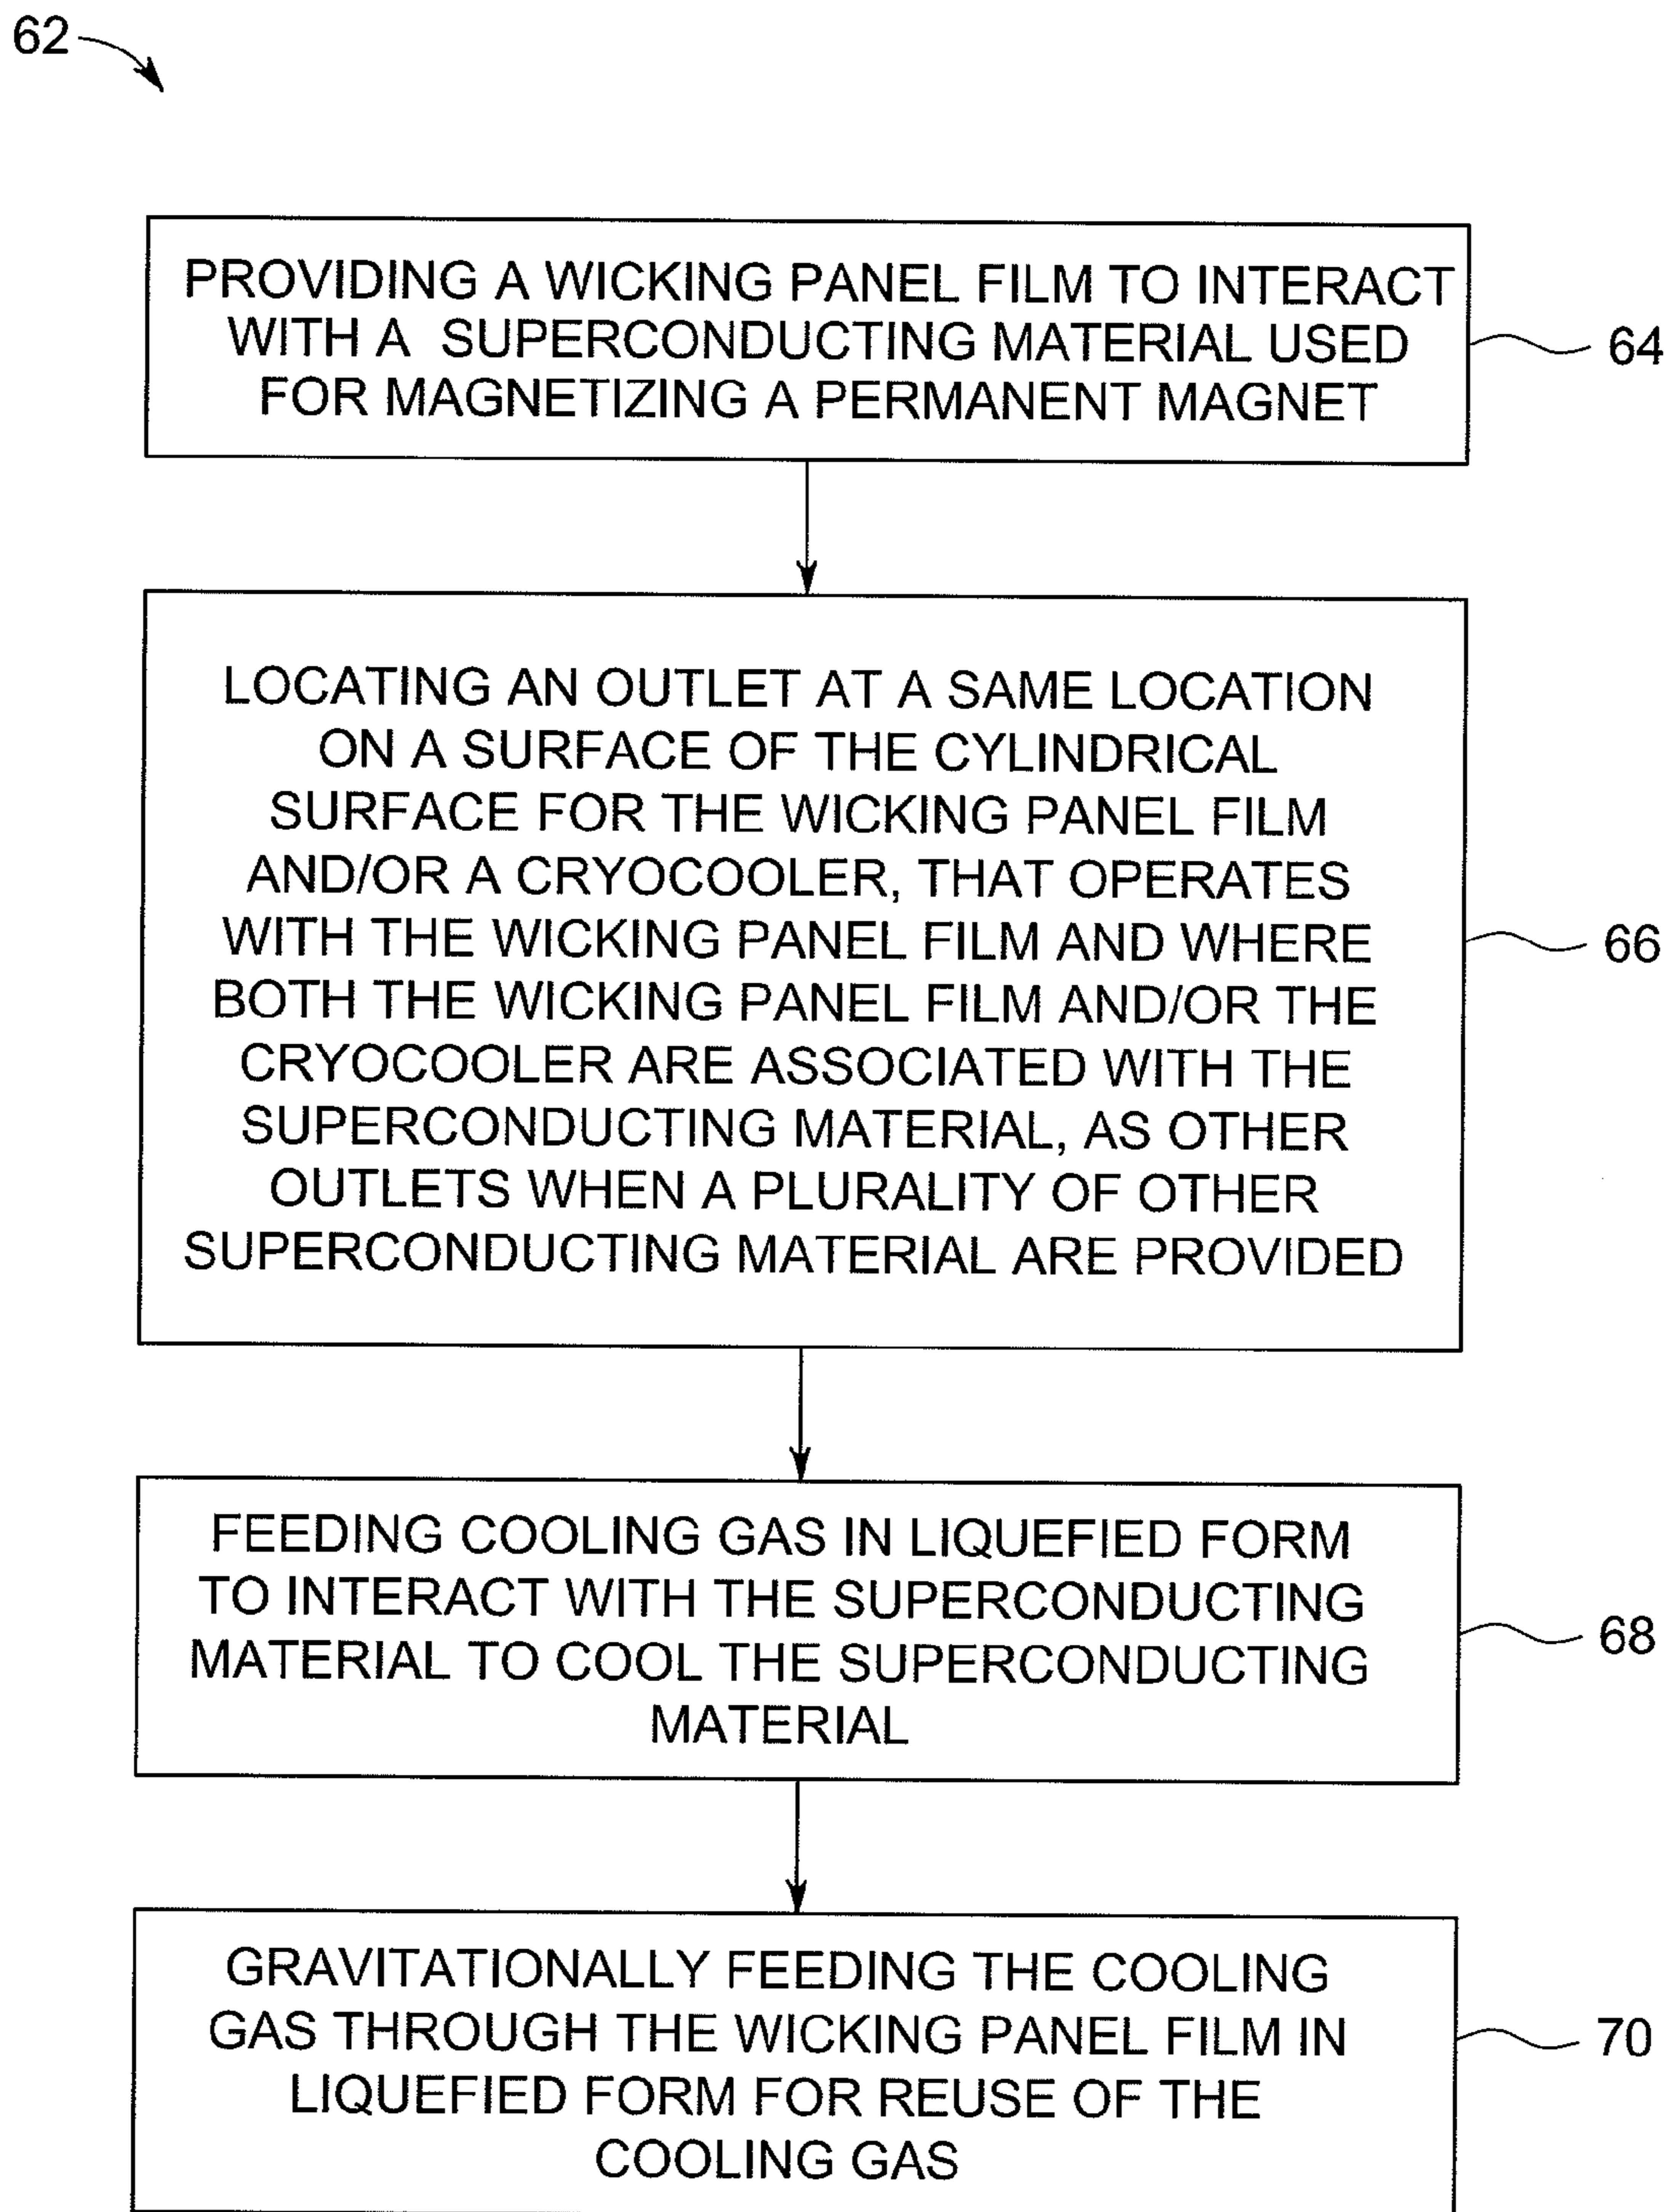 62
PROVIDING A WICKING PANEL FILM TO INTERACT
WITH A SUPERCONDUCTING MATERIAL USED
FOR MAGNETIZING A PERMANENT MAGNET
64
LOCATING AN OUTLET AT A SAME LOCATION
ON A SURFACE OF THE CYLINDRICAL
SURFACE FOR THE WICKING PANEL FILM
AND/OR A CRYOCOOLER, THAT OPERATES
WITH THE WICKING PANEL FILM AND WHERE
BOTH THE WICKING PANEL FILM AND/OR THE
CRYOCOOLER ARE ASSOCIATED WITH THE
SUPERCONDUCTING MATERIAL, AS OTHER
OUTLETS WHEN A PLURALITY OF OTHER
SUPERCONDUCTING MATERIAL ARE PROVIDED
66
FEEDING COOLING GAS IN LIQUEFIED FORM
TO INTERACT WITH THE SUPERCONDUCTING
MATERIAL TO COOL THE SUPERCONDUCTING
MATERIAL
68
GRAVITATIONALLY FEEDING THE COOLING
GAS THROUGH THE WICKING PANEL FILM IN
LIQUEFIED FORM FOR REUSE OF THE
COOLING GAS
70